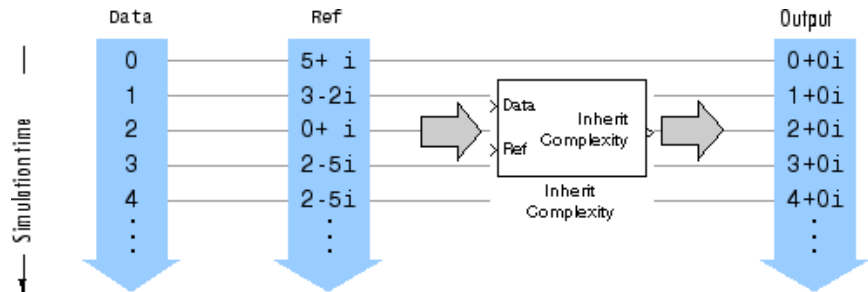 Data Ref Output
0 5+ i 0+0i
1 3-2i 1+0i
2 0+ i 2+0i
3 2-5i 3+0i
4 2-5i 4+0i
Data
Ref
Inherit
Complexity
Inherit
Complexity
Simulation time